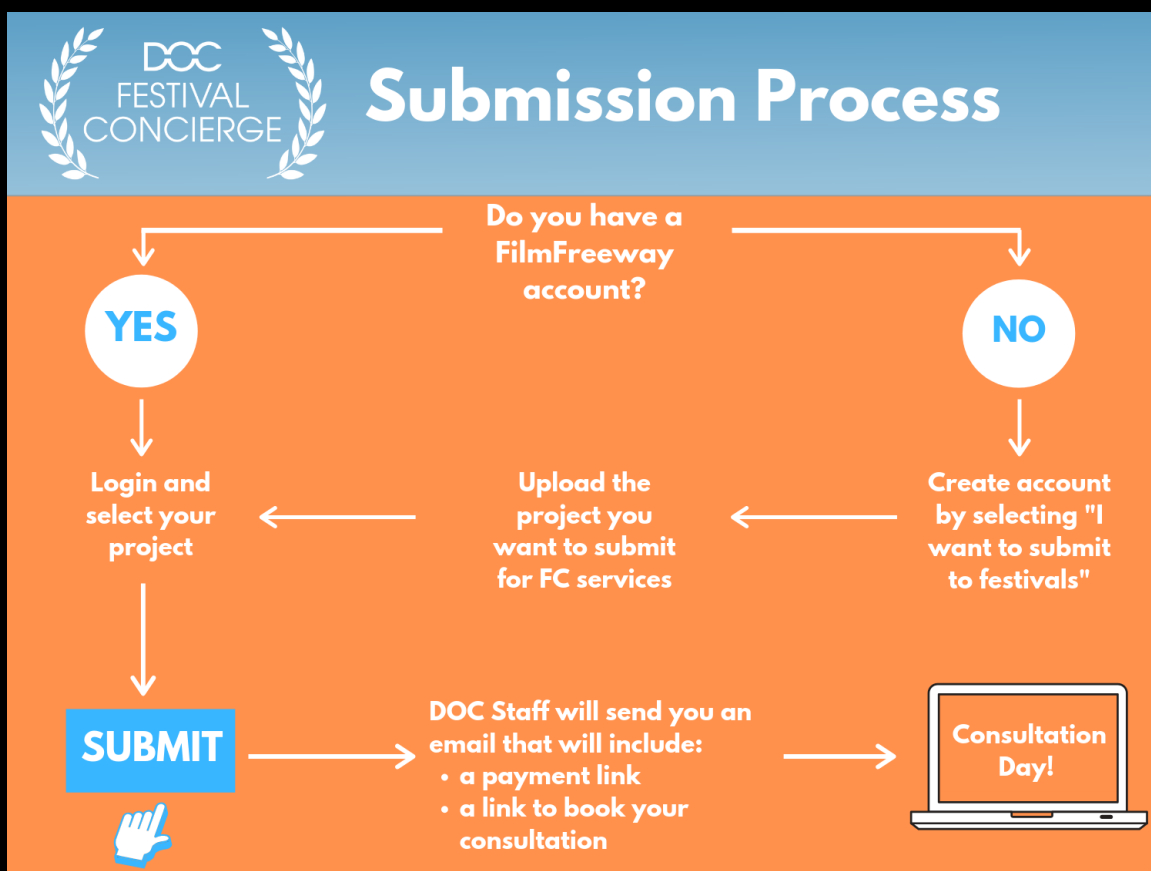 DOC
FESTIVAL
CONCIERGE
Submission Process
Do you have a
FilmFreeway
account?
YES
NO
Login and
select your
project
Upload the
project you
want to submit
for FC services
Create account
by selecting "I
want to submit
to festivals"
SUBMIT
DOC Staff will send you an
email that will include:
• a payment link
• a link to book your
consultation
Consultation
Day!